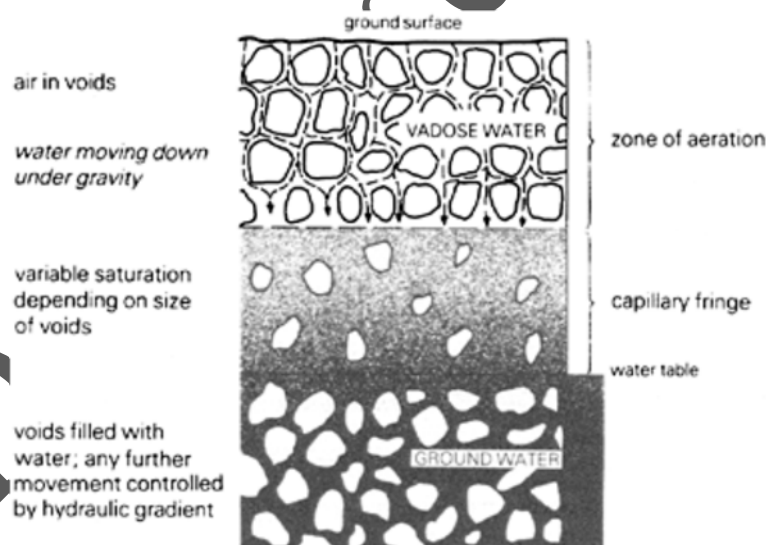 ground surface
air in voids
VADOSE WATER
zone of aeration
water moving down
under gravity
variable saturation
depending on size
of voids
capillary fringe
water table
voids filled with
water; any further
movement controlled
by hydraulic gradient
GROUND WATER